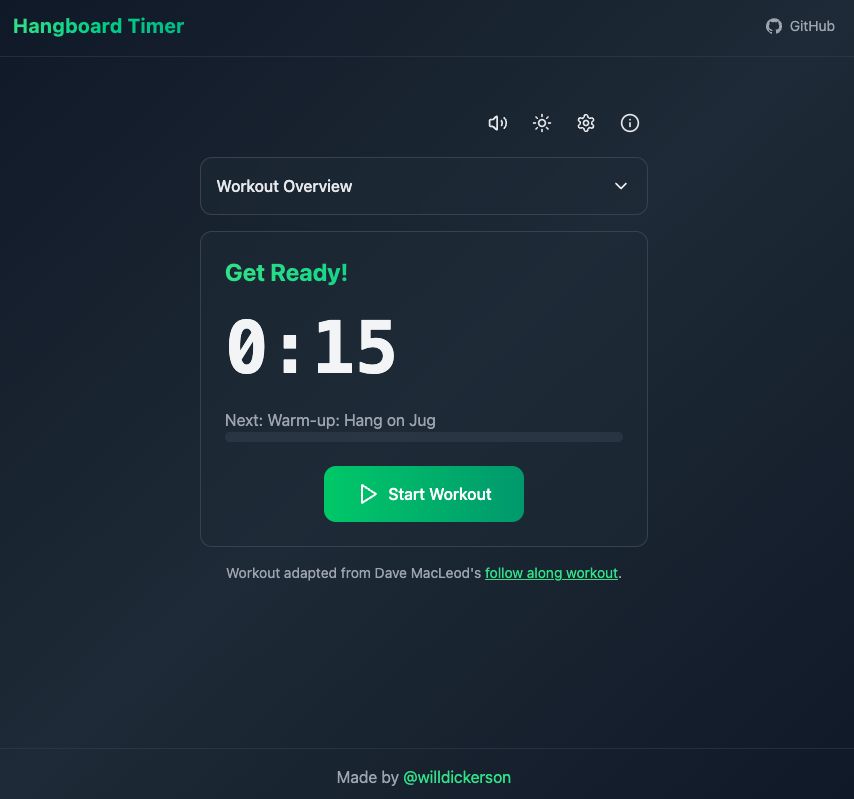 Hangboard Timer
GitHub
Workout Overview
Get Ready!
0:15
Next: Warm-up: Hang on Jug
Start Workout
Workout adapted from Dave MacLeod's follow along workout.
Made by @willdickerson